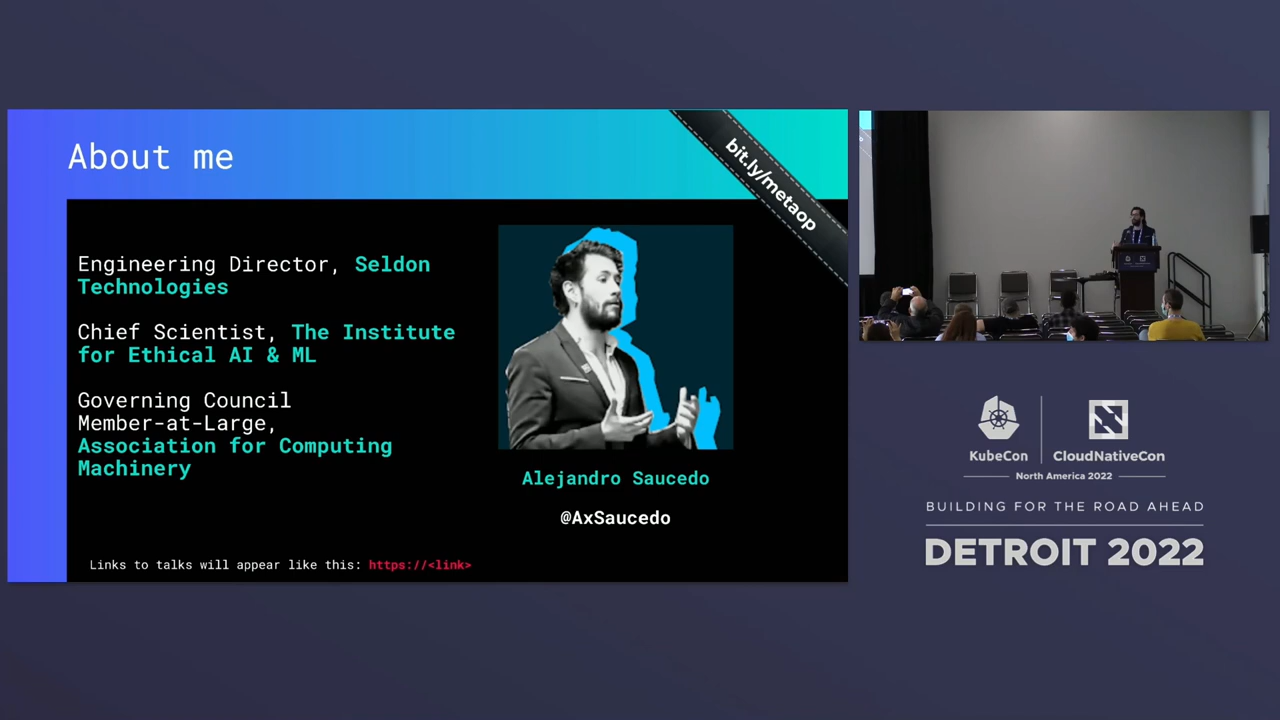 About me
bit.ly/metaop
Engineering Director, Seldon
Technologies
Chief Scientist, The Institute
for Ethical AI & ML
Governing Council
Member-at-Large,
Association for Computing
Machinery
Alejandro Saucedo
@AxSaucedo
Links to talks will appear like this: https://<link>
KubeCon
CloudNativeCon
North America 2022
BUILDING FOR THE ROAD AHEAD
DETROIT 2022